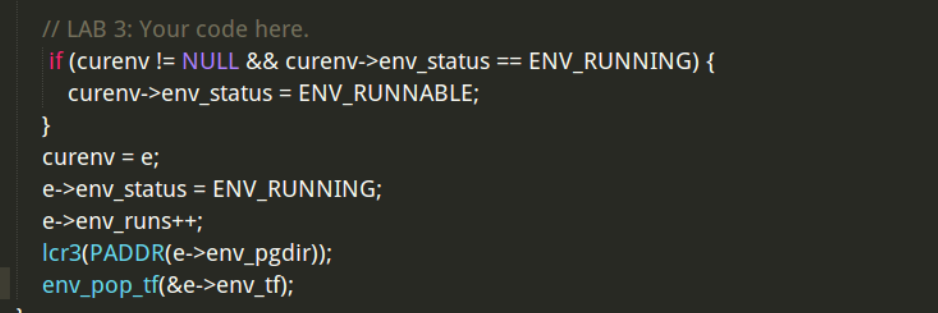 // LAB 3: Your code here.
if (curenv != NULL && curenv->env_status == ENV_RUNNING) {
curenv->env_status = ENV_RUNNABLE;
}
curenv = e;
e->env_status = ENV_RUNNING;
e->env_runs++;
lcr3(PADDR(e->env_pgdir));
env_pop_tf(&e->env_tf);